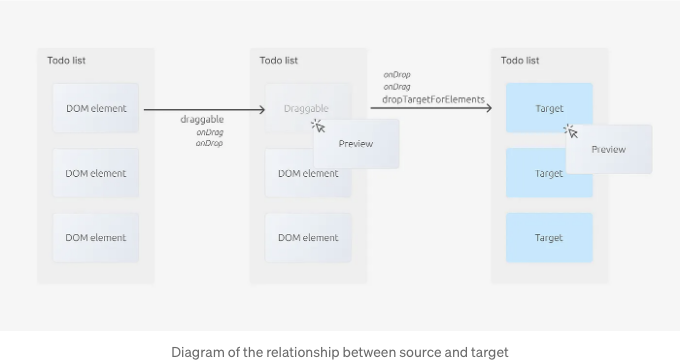 Todo list
DOM element
DOM element
DOM element
draggable
onDrag
onDrop
Todo list
Draggable
Preview
DOM element
DOM element
onDrop
onDrag
dropTargetForElements
Todo list
Target
Preview
Target
Target
Diagram of the relationship between source and target